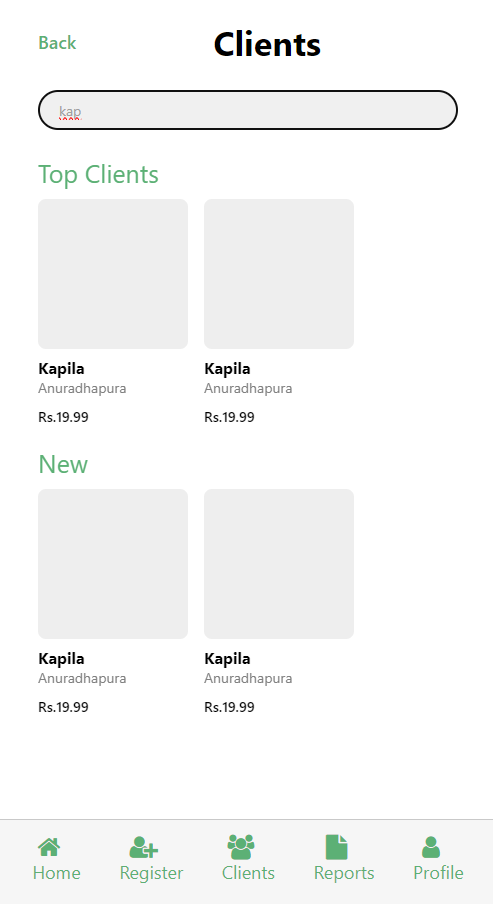 Back Clients
kap
Top Clients
Kapila Kapila
Anuradhapura Anuradhapura
Rs.19.99 Rs.19.99
New
Kapila Kapila
Anuradhapura Anuradhapura
Rs.19.99 Rs.19.99
Home Register Clients Reports Profile